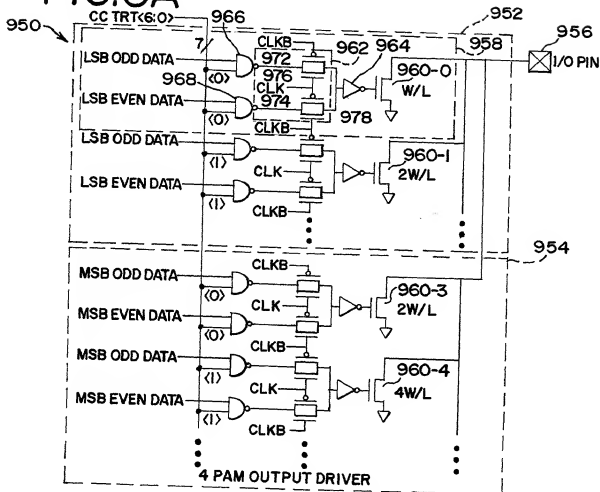 FIG.
950
CC TRT<6:0>
966
952
7
CLKB
962
964
958
956
LSB ODD DATA
972
960-0
I/O PIN
<0>
976
968
CLK
W/L
LSB EVEN DATA
974
<0>
978
CLKB
LSB ODD DATA
960-1
<1>
CLK
2W/L
LSB EVEN DATA
<1>
CLKB
954
CLKB
MSB ODD DATA
960-3
<0>
CLK
2W/L
MSB EVEN DATA
<0>
CLKB
MSB ODD DATA
960-4
<1>
CLK
4W/L
MSB EVEN DATA
<1>
CLKB
4 PAM OUTPUT DRIVER